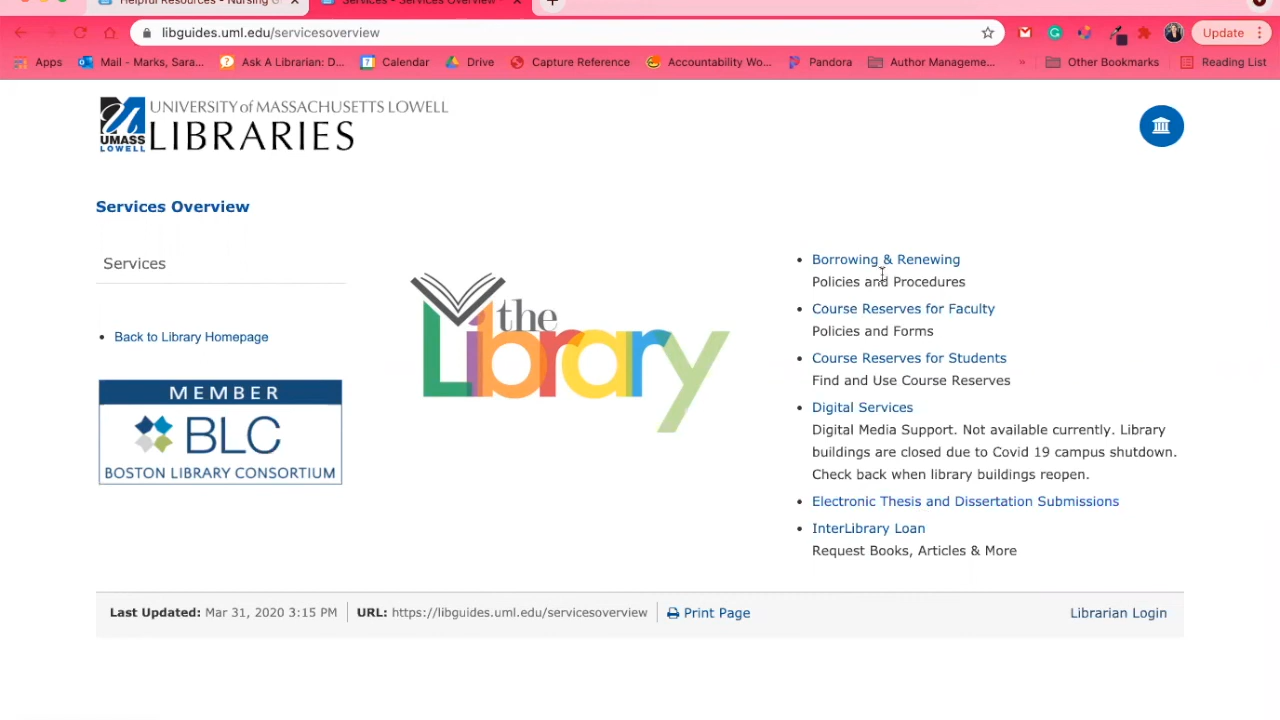 Helpful Resources - Nursing G
Services - Services Overview -
libguides.uml.edu/servicesoverview
Update
Apps
Mail - Marks, Sara...
Ask A Librarian: D...
Calendar
Drive
Capture Reference
Accountability Wo...
Pandora
Author Manageme...
»
Other Bookmarks
Reading List
UNIVERSITY of MASSACHUSETTS LOWELL
LIBRARIES
UMASS
LOWELL
Services Overview
Services
Back to Library Homepage
MEMBER
BLC
BOSTON LIBRARY CONSORTIUM
the
Library
• Borrowing & Renewing
Policies and Procedures
• Course Reserves for Faculty
Policies and Forms
• Course Reserves for Students
Find and Use Course Reserves
• Digital Services
Digital Media Support. Not available currently. Library
buildings are closed due to Covid 19 campus shutdown.
Check back when library buildings reopen.
• Electronic Thesis and Dissertation Submissions
• InterLibrary Loan
Request Books, Articles & More
Last Updated: Mar 31, 2020 3:15 PM
URL: https://libguides.uml.edu/servicesoverview
Print Page
Librarian Login